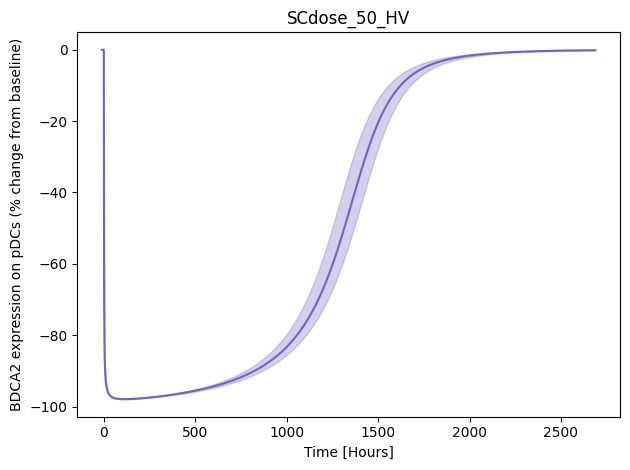 SCdose_50_HV
BDCA2 expression on pDCs (% change from baseline)
0
−20
−40
−60
−80
−100
0 500 1000 1500 2000 2500
Time [Hours]